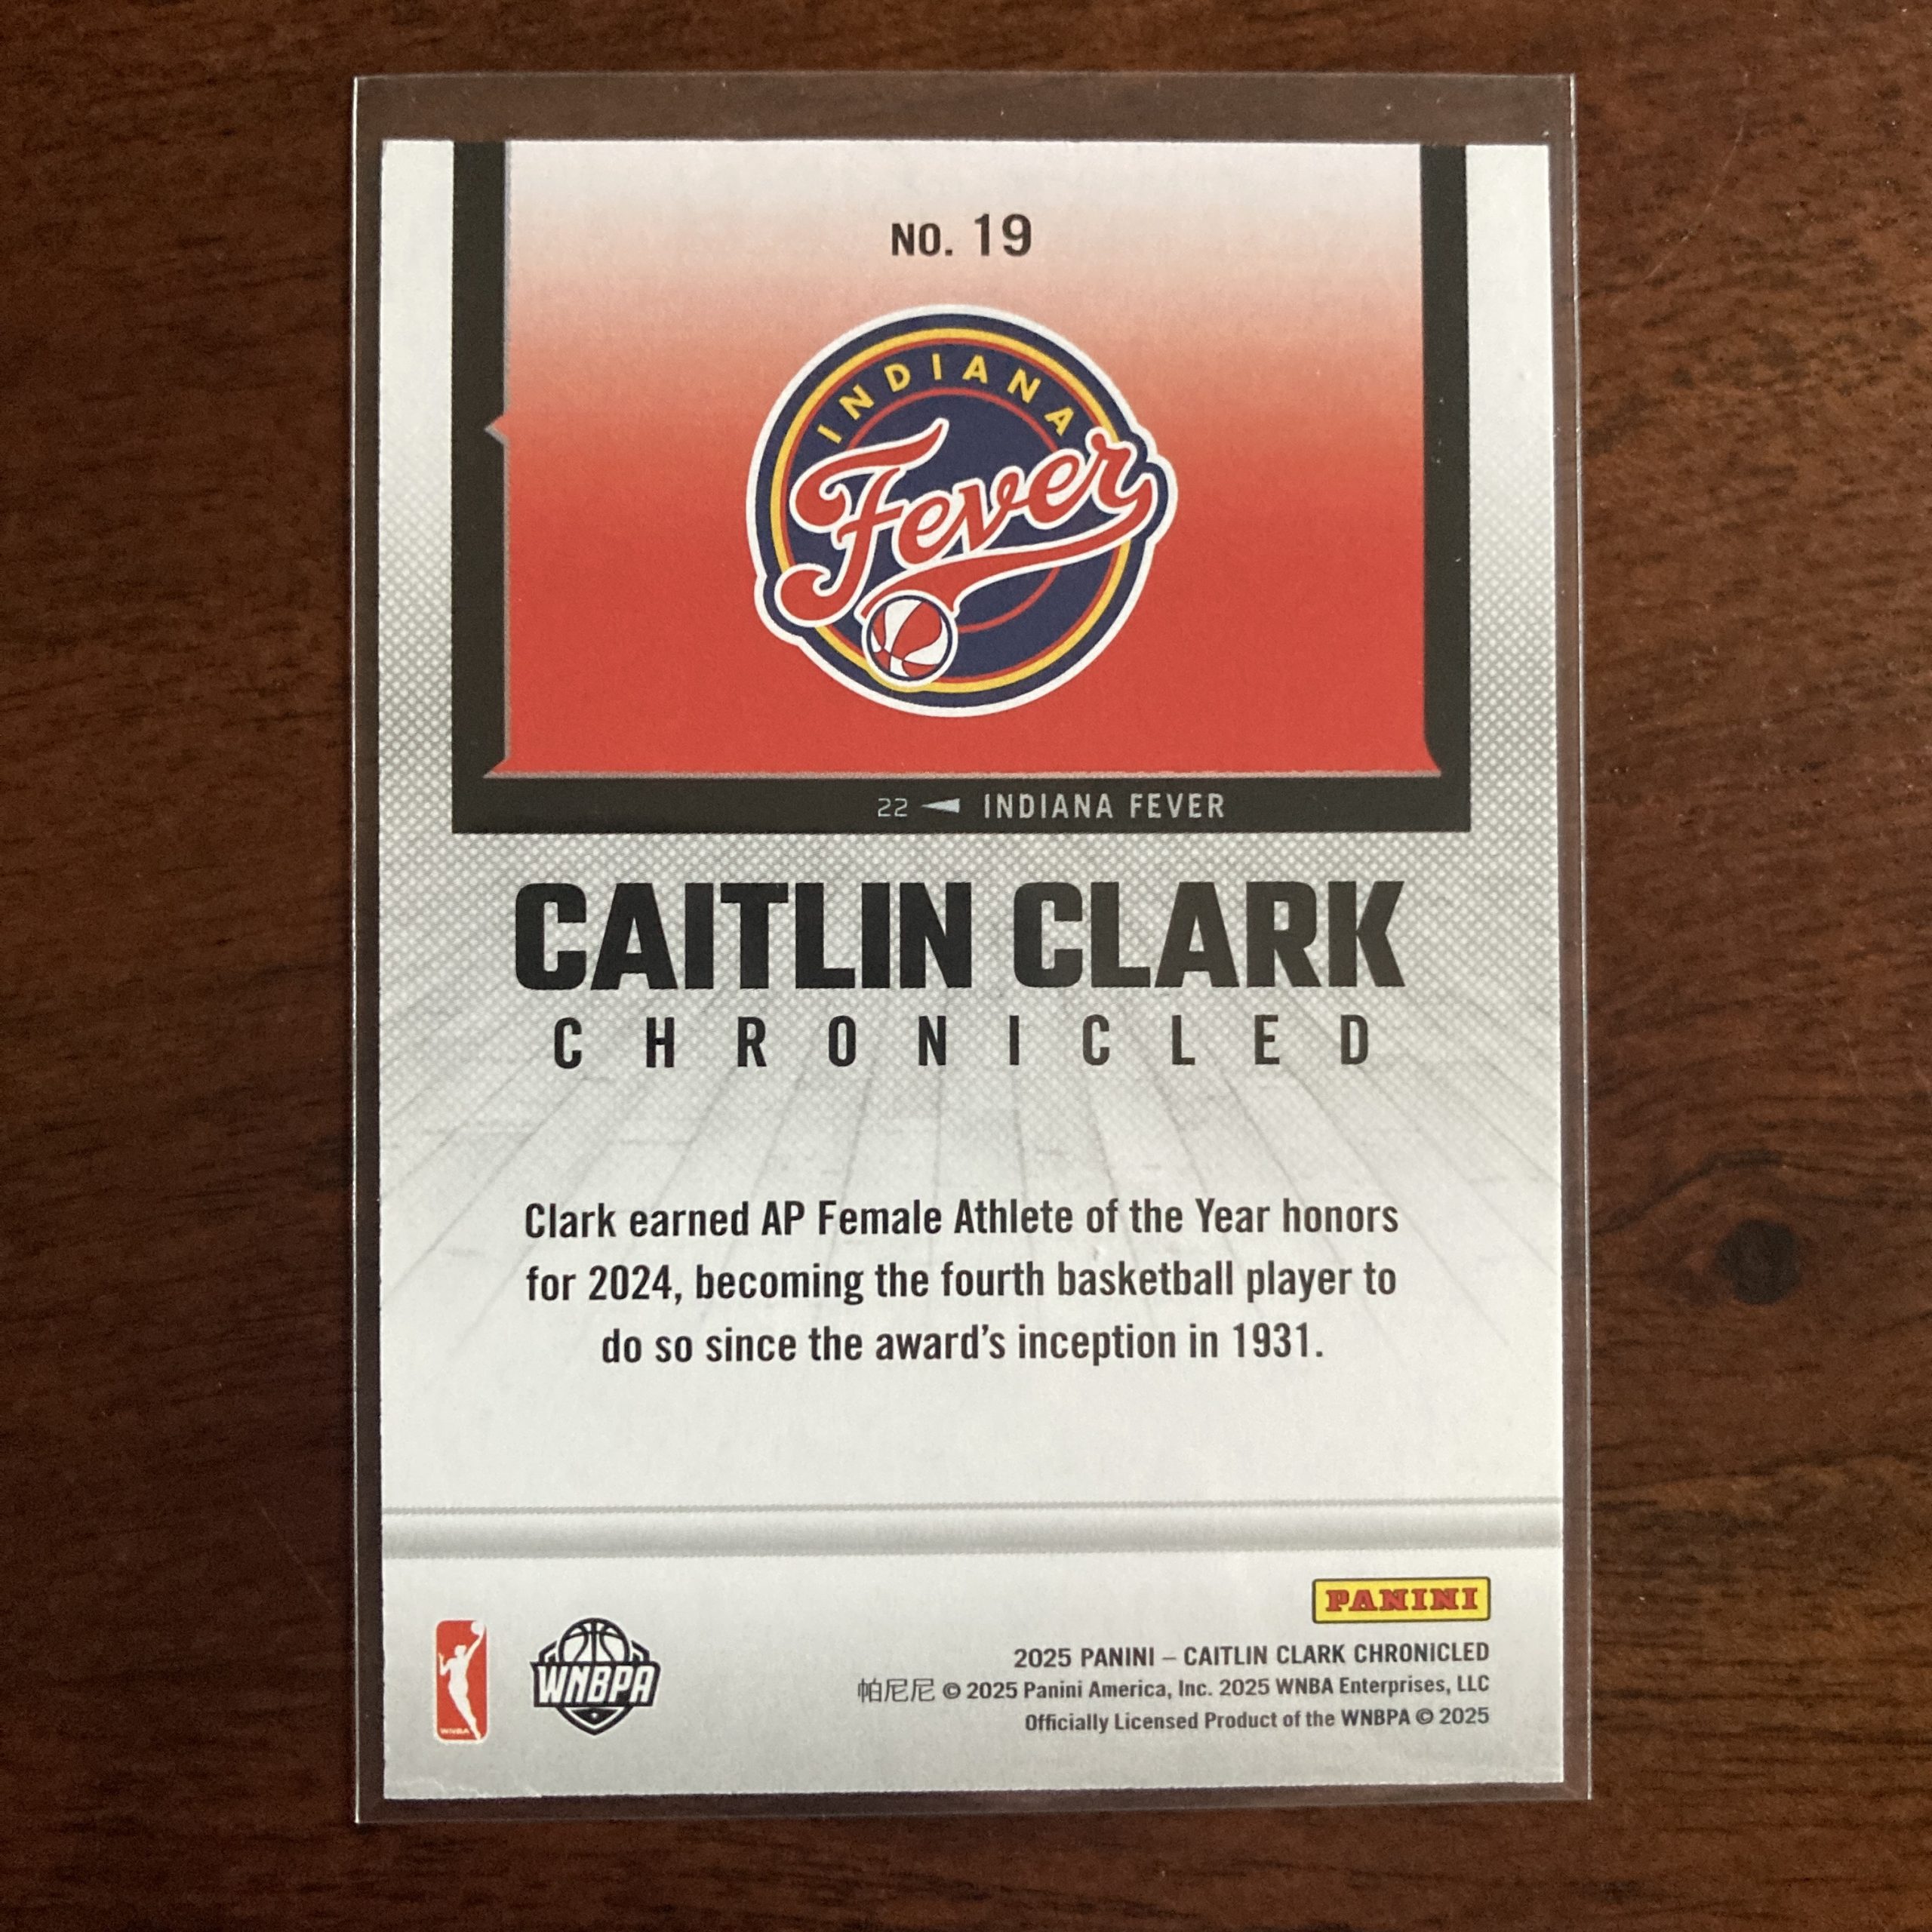 NO. 19
INDIANA
Fever
22 INDIANA FEVER
CAITLIN CLARK
CHRONICLED
Clark earned AP Female Athlete of the Year honors
for 2024, becoming the fourth basketball player to
do so since the award's inception in 1931.
PANINI
WNBA
WNBPA
2025 PANINI – CAITLIN CLARK CHRONICLED
帕尼尼 © 2025 Panini America, Inc. 2025 WNBA Enterprises, LLC
Officially Licensed Product of the WNBPA © 2025